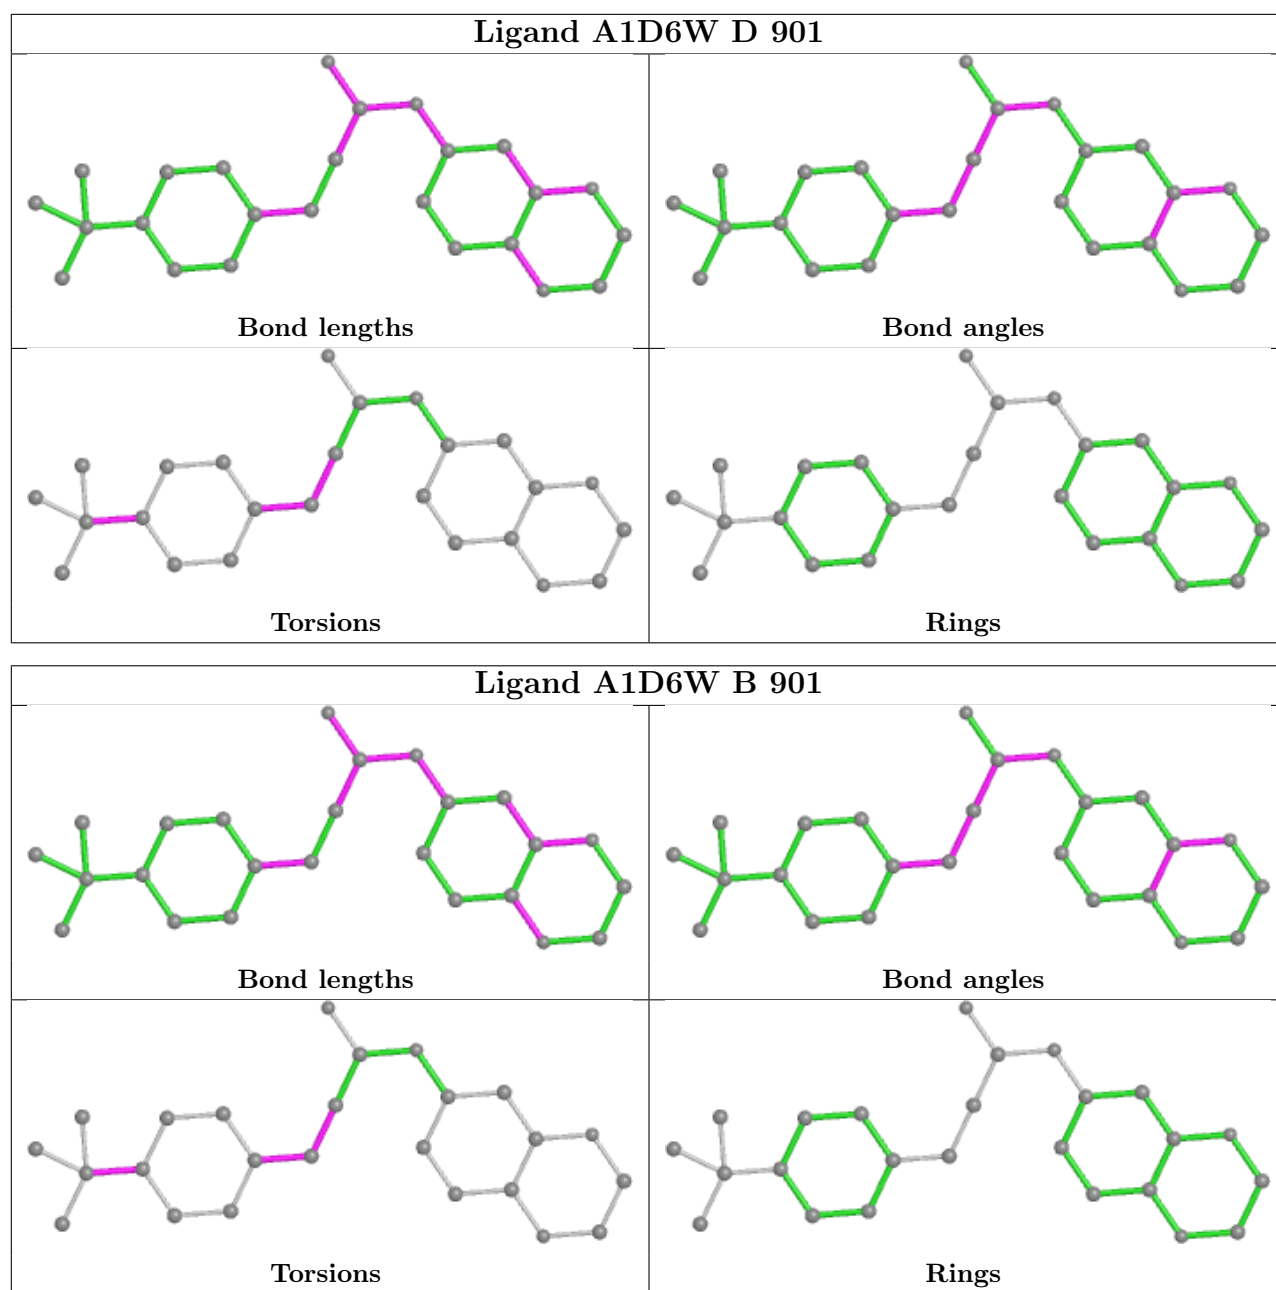 Ligand A1D6W D 901
Bond lengths
Bond angles
Torsions
Rings
Ligand A1D6W B 901
Bond lengths
Bond angles
Torsions
Rings